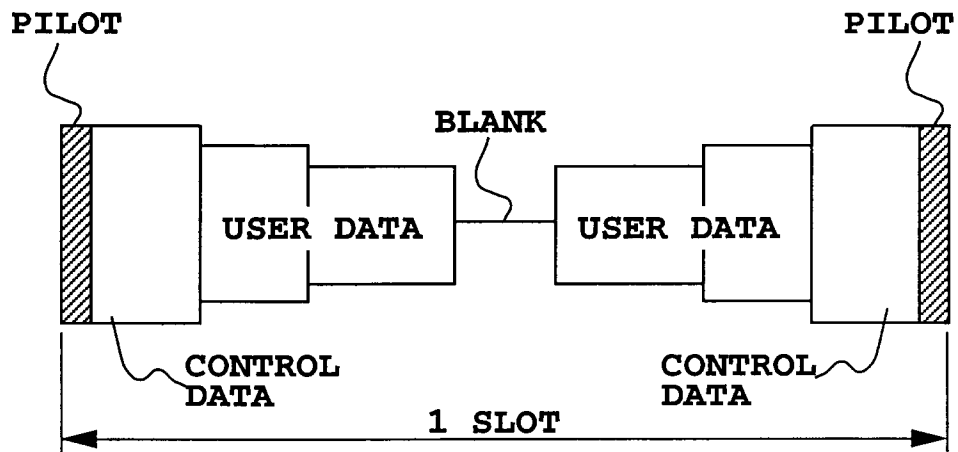 PILOT
PILOT
BLANK
USER DATA
USER DATA
CONTROL
DATA
CONTROL
DATA
1 SLOT